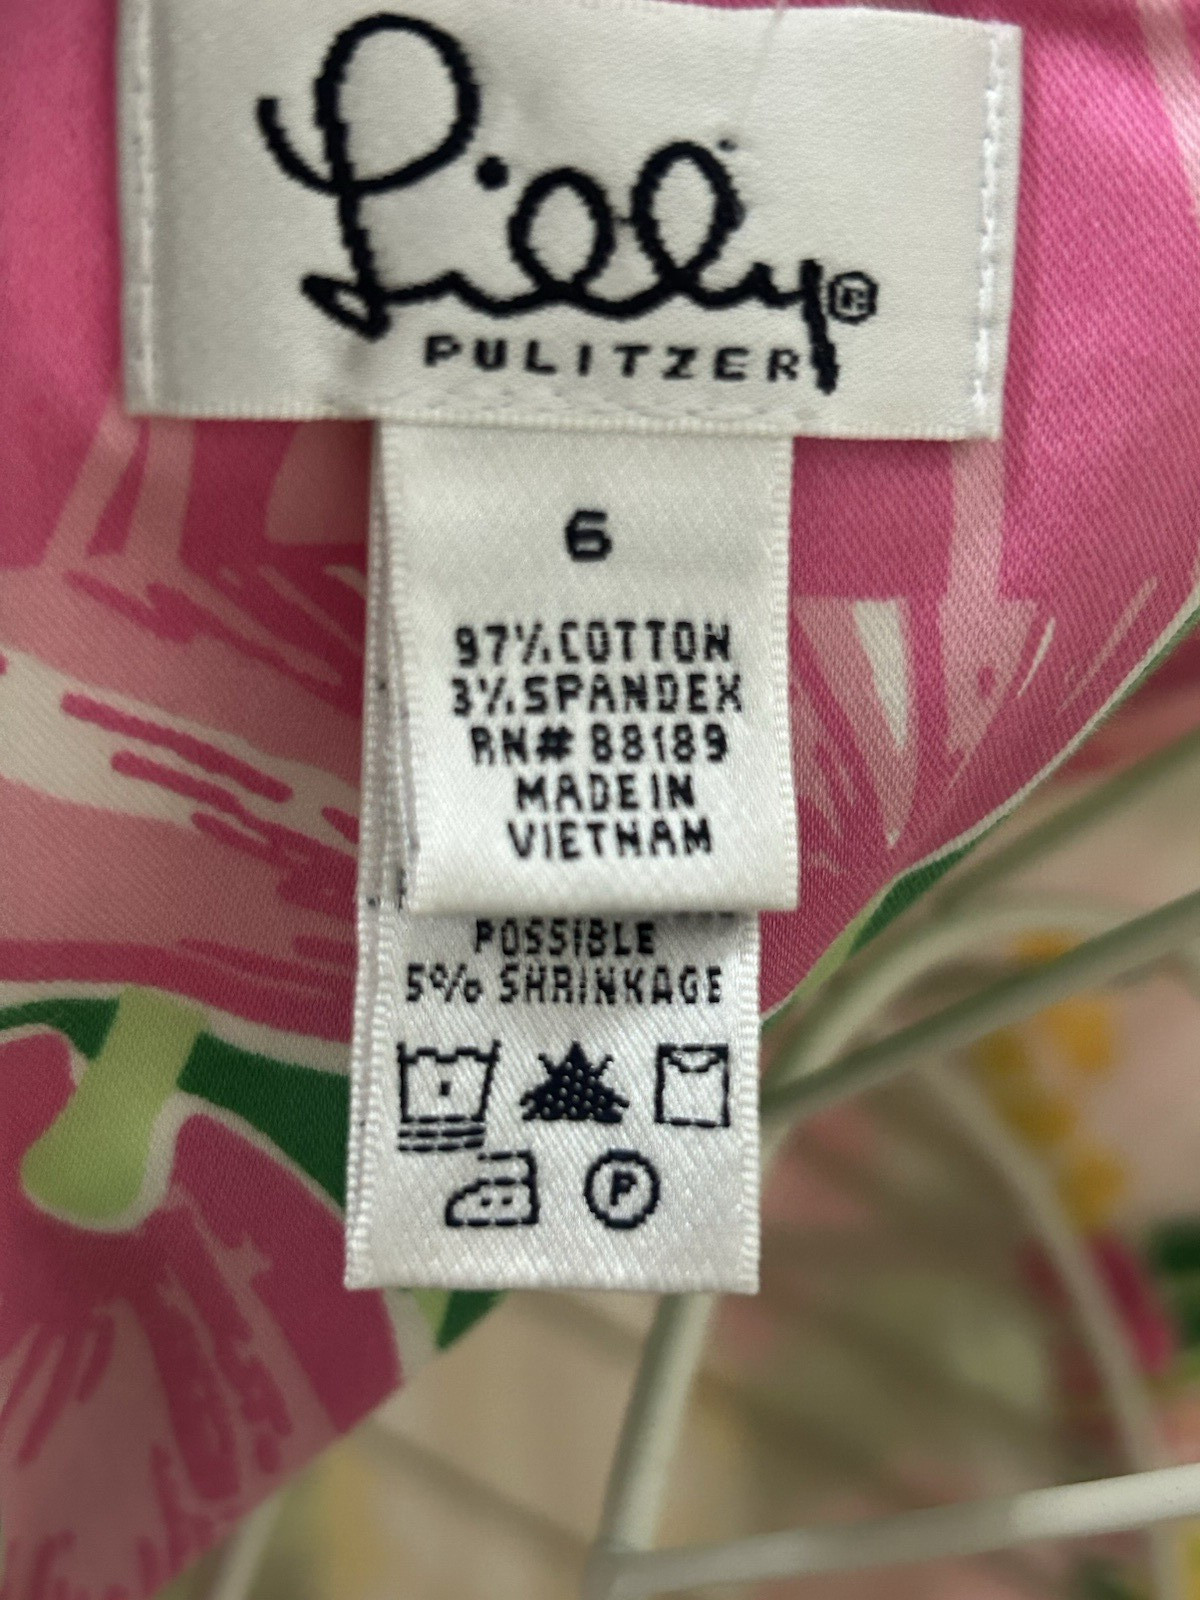 Lilly®
PULITZER
6
97% COTTON
3% SPANDEX
RN# 88189
MADE IN
VIETNAM
POSSIBLE
5% SHRINKAGE
P